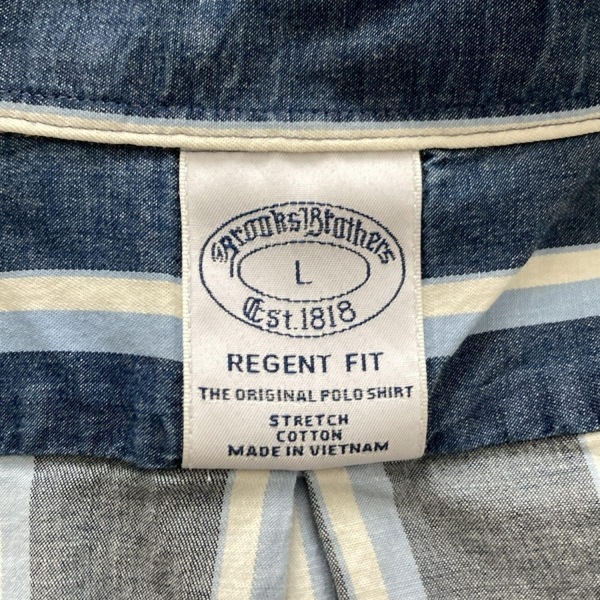 Brooks Brothers
L
Est. 1818
REGENT FIT
THE ORIGINAL POLO SHIRT
STRETCH
COTTON
MADE IN VIETNAM